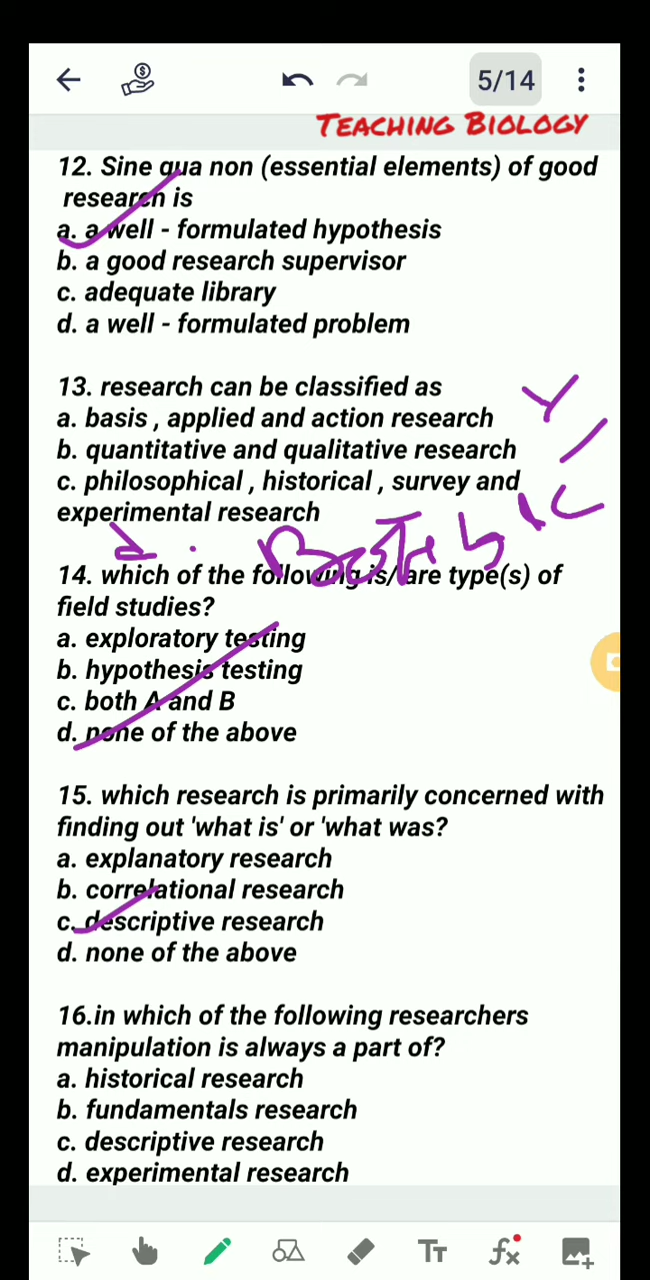 5/14
TEACHING BIOLOGY
12. Sine qua non (essential elements) of good
research is
a. a well - formulated hypothesis
b. a good research supervisor
c. adequate library
d. a well - formulated problem
13. research can be classified as
a. basis , applied and action research
b. quantitative and qualitative research
c. philosophical , historical , survey and
experimental research
d. Both b
14. which of the following is/ are type(s) of
field studies?
a. exploratory testing
b. hypothesis testing
c. both A and B
d. none of the above
15. which research is primarily concerned with
finding out 'what is' or 'what was?
a. explanatory research
b. correlational research
c. descriptive research
d. none of the above
16.in which of the following researchers
manipulation is always a part of?
a. historical research
b. fundamentals research
c. descriptive research
d. experimental research
TT
fx